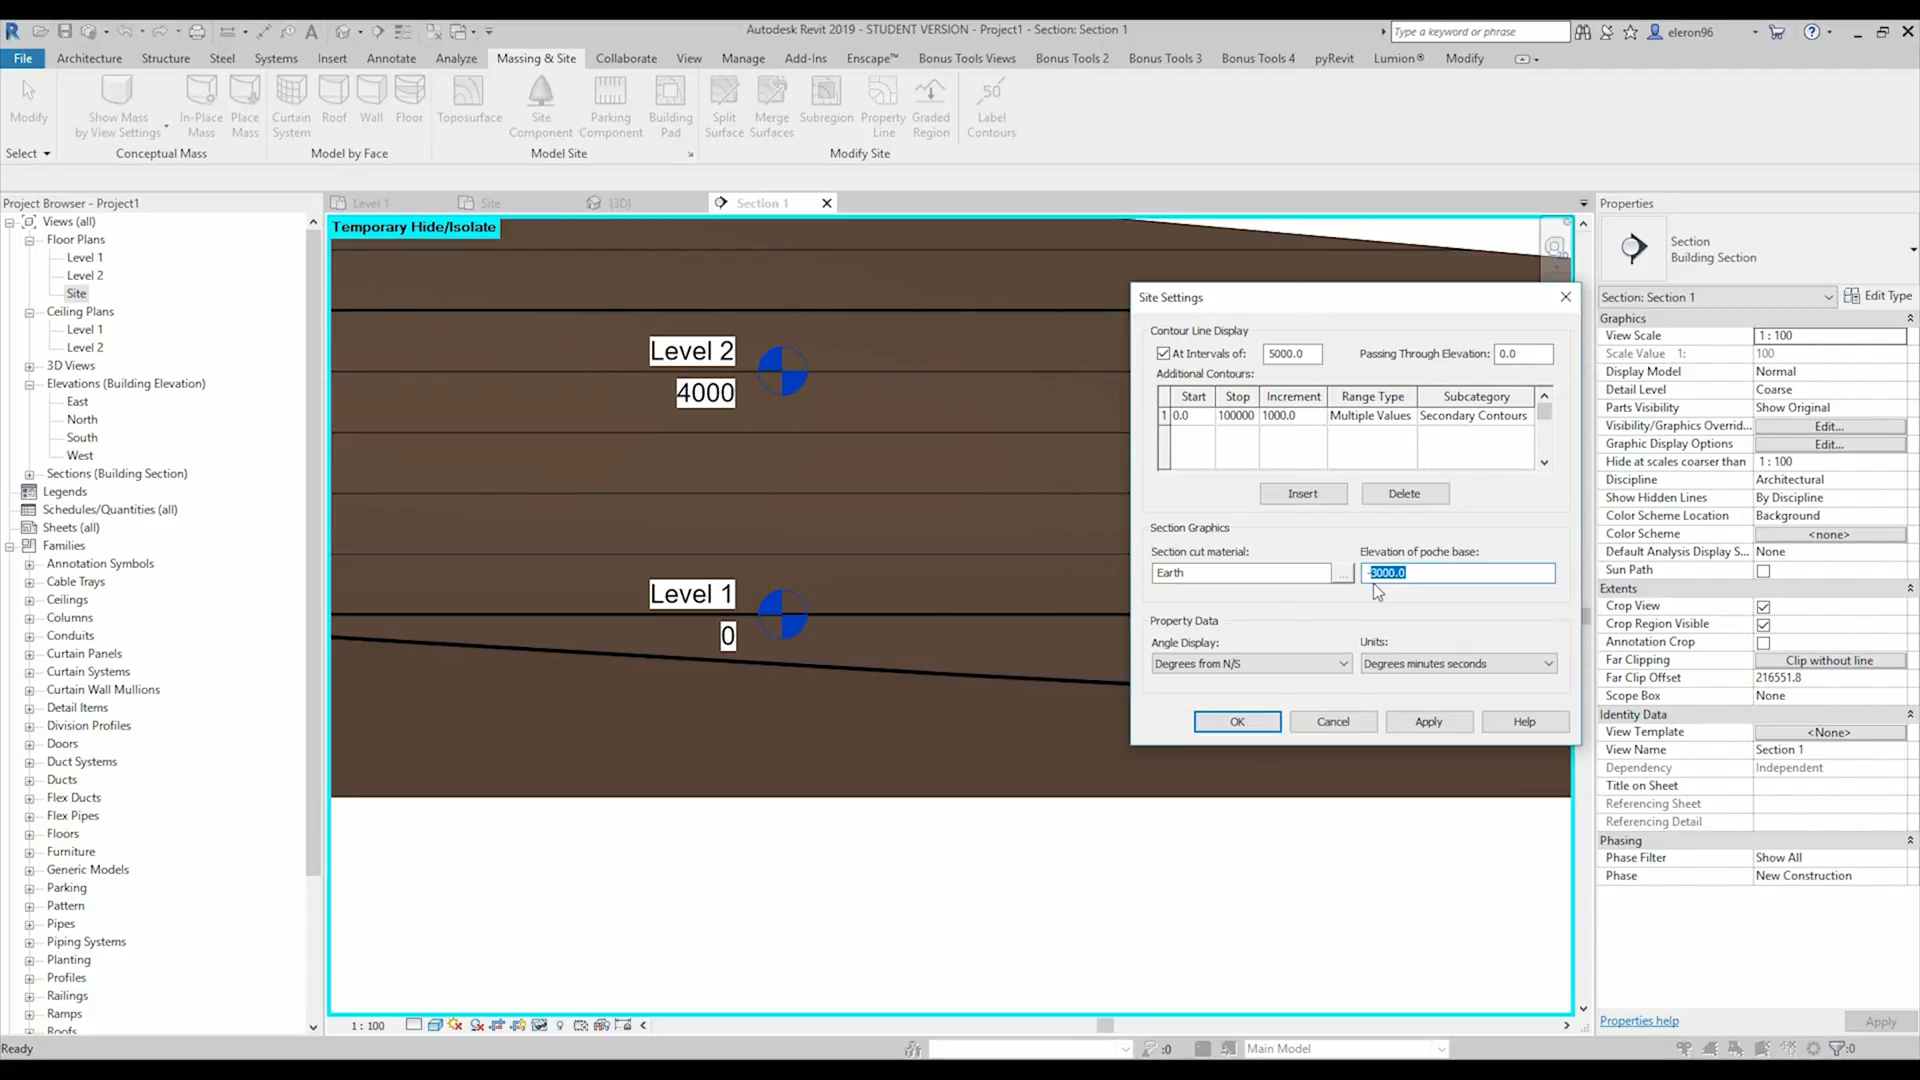 Autodesk Revit 2019 - STUDENT VERSION - Project1 - Section: Section 1
Type a keyword or phrase
eleron96
File Architecture Structure Steel Systems Insert Annotate Analyze Massing & Site Collaborate View Manage Add-Ins Enscape™ Bonus Tools Views Bonus Tools 2 Bonus Tools 3 Bonus Tools 4 pyRevit Lumion® Modify
Modify
Show Mass
by View Settings
In-Place
Mass
Place
Mass
Curtain
System
Roof
Wall
Floor
Toposurface
Site
Component
Parking
Component
Building
Pad
Split
Surface
Merge
Surfaces
Subregion
Property
Line
Graded
Region
50
Label
Contours
Select
Conceptual Mass
Model by Face
Model Site
Modify Site
Project Browser - Project1
Views (all)
Floor Plans
Level 1
Level 2
Site
Ceiling Plans
Level 1
Level 2
3D Views
Elevations (Building Elevation)
East
North
South
West
Sections (Building Section)
Legends
Schedules/Quantities (all)
Sheets (all)
Families
Annotation Symbols
Cable Trays
Ceilings
Columns
Conduits
Curtain Panels
Curtain Systems
Curtain Wall Mullions
Detail Items
Division Profiles
Doors
Duct Systems
Ducts
Flex Ducts
Flex Pipes
Floors
Furniture
Generic Models
Parking
Pattern
Pipes
Piping Systems
Planting
Profiles
Railings
Ramps
Roofs
Level 1
Site
{3D}
Section 1
Temporary Hide/Isolate
Level 2
4000
Level 1
0
Site Settings
Contour Line Display
At Intervals of: 5000.0 Passing Through Elevation: 0.0
Additional Contours:
Start Stop Increment Range Type Subcategory
1 0.0 100000 1000.0 Multiple Values Secondary Contours
Insert Delete
Section Graphics
Section cut material: Elevation of poche base:
Earth ... -3000.0
Property Data
Angle Display: Units:
Degrees from N/S Degrees minutes seconds
OK Cancel Apply Help
Properties
Section
Building Section
Section: Section 1 Edit Type
Graphics
View Scale 1 : 100
Scale Value 1: 100
Display Model Normal
Detail Level Coarse
Parts Visibility Show Original
Visibility/Graphics Overrid... Edit...
Graphic Display Options Edit...
Hide at scales coarser than 1 : 100
Discipline Architectural
Show Hidden Lines By Discipline
Color Scheme Location Background
Color Scheme <none>
Default Analysis Display S... None
Sun Path
Extents
Crop View
Crop Region Visible
Annotation Crop
Far Clipping Clip without line
Far Clip Offset 216551.8
Scope Box None
Identity Data
View Template <None>
View Name Section 1
Dependency Independent
Title on Sheet
Referencing Sheet
Referencing Detail
Phasing
Phase Filter Show All
Phase New Construction
Properties help Apply
1 : 100
Ready
:0
Main Model
:0